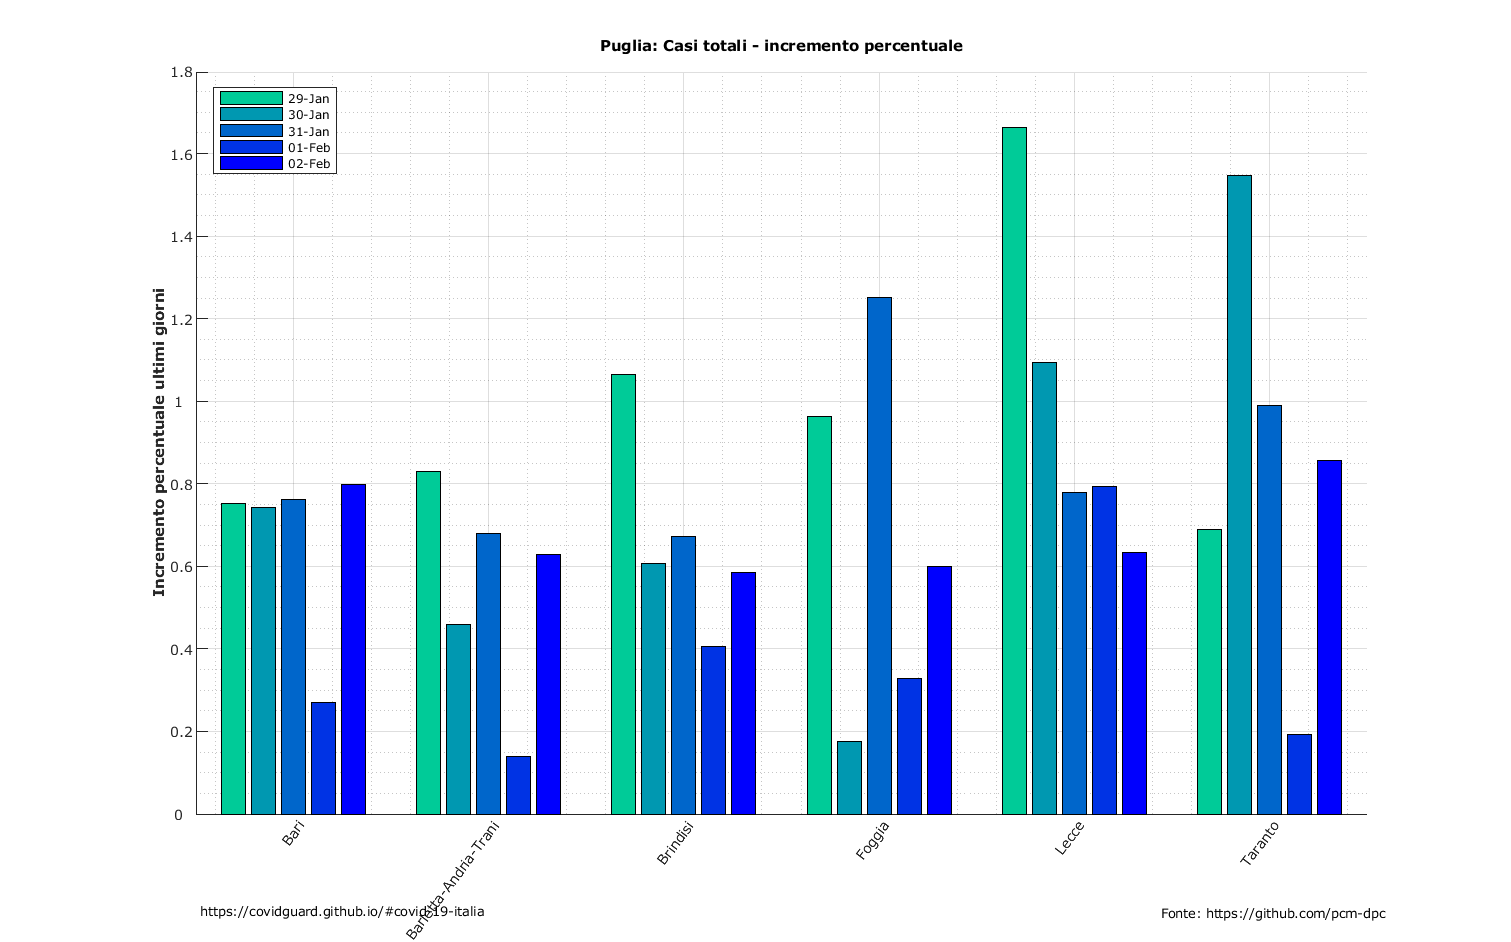 Puglia: Casi totali - incremento percentuale
29-Jan
30-Jan
31-Jan
01-Feb
02-Feb
Incremento percentuale ultimi giorni
1.8
1.6
1.4
1.2
1
0.8
0.6
0.4
0.2
0
Bari
Barletta-Andria-Trani
Brindisi
Foggia
Lecce
Taranto
https://covidguard.github.io/#covid-19-italia
Fonte: https://github.com/pcm-dpc